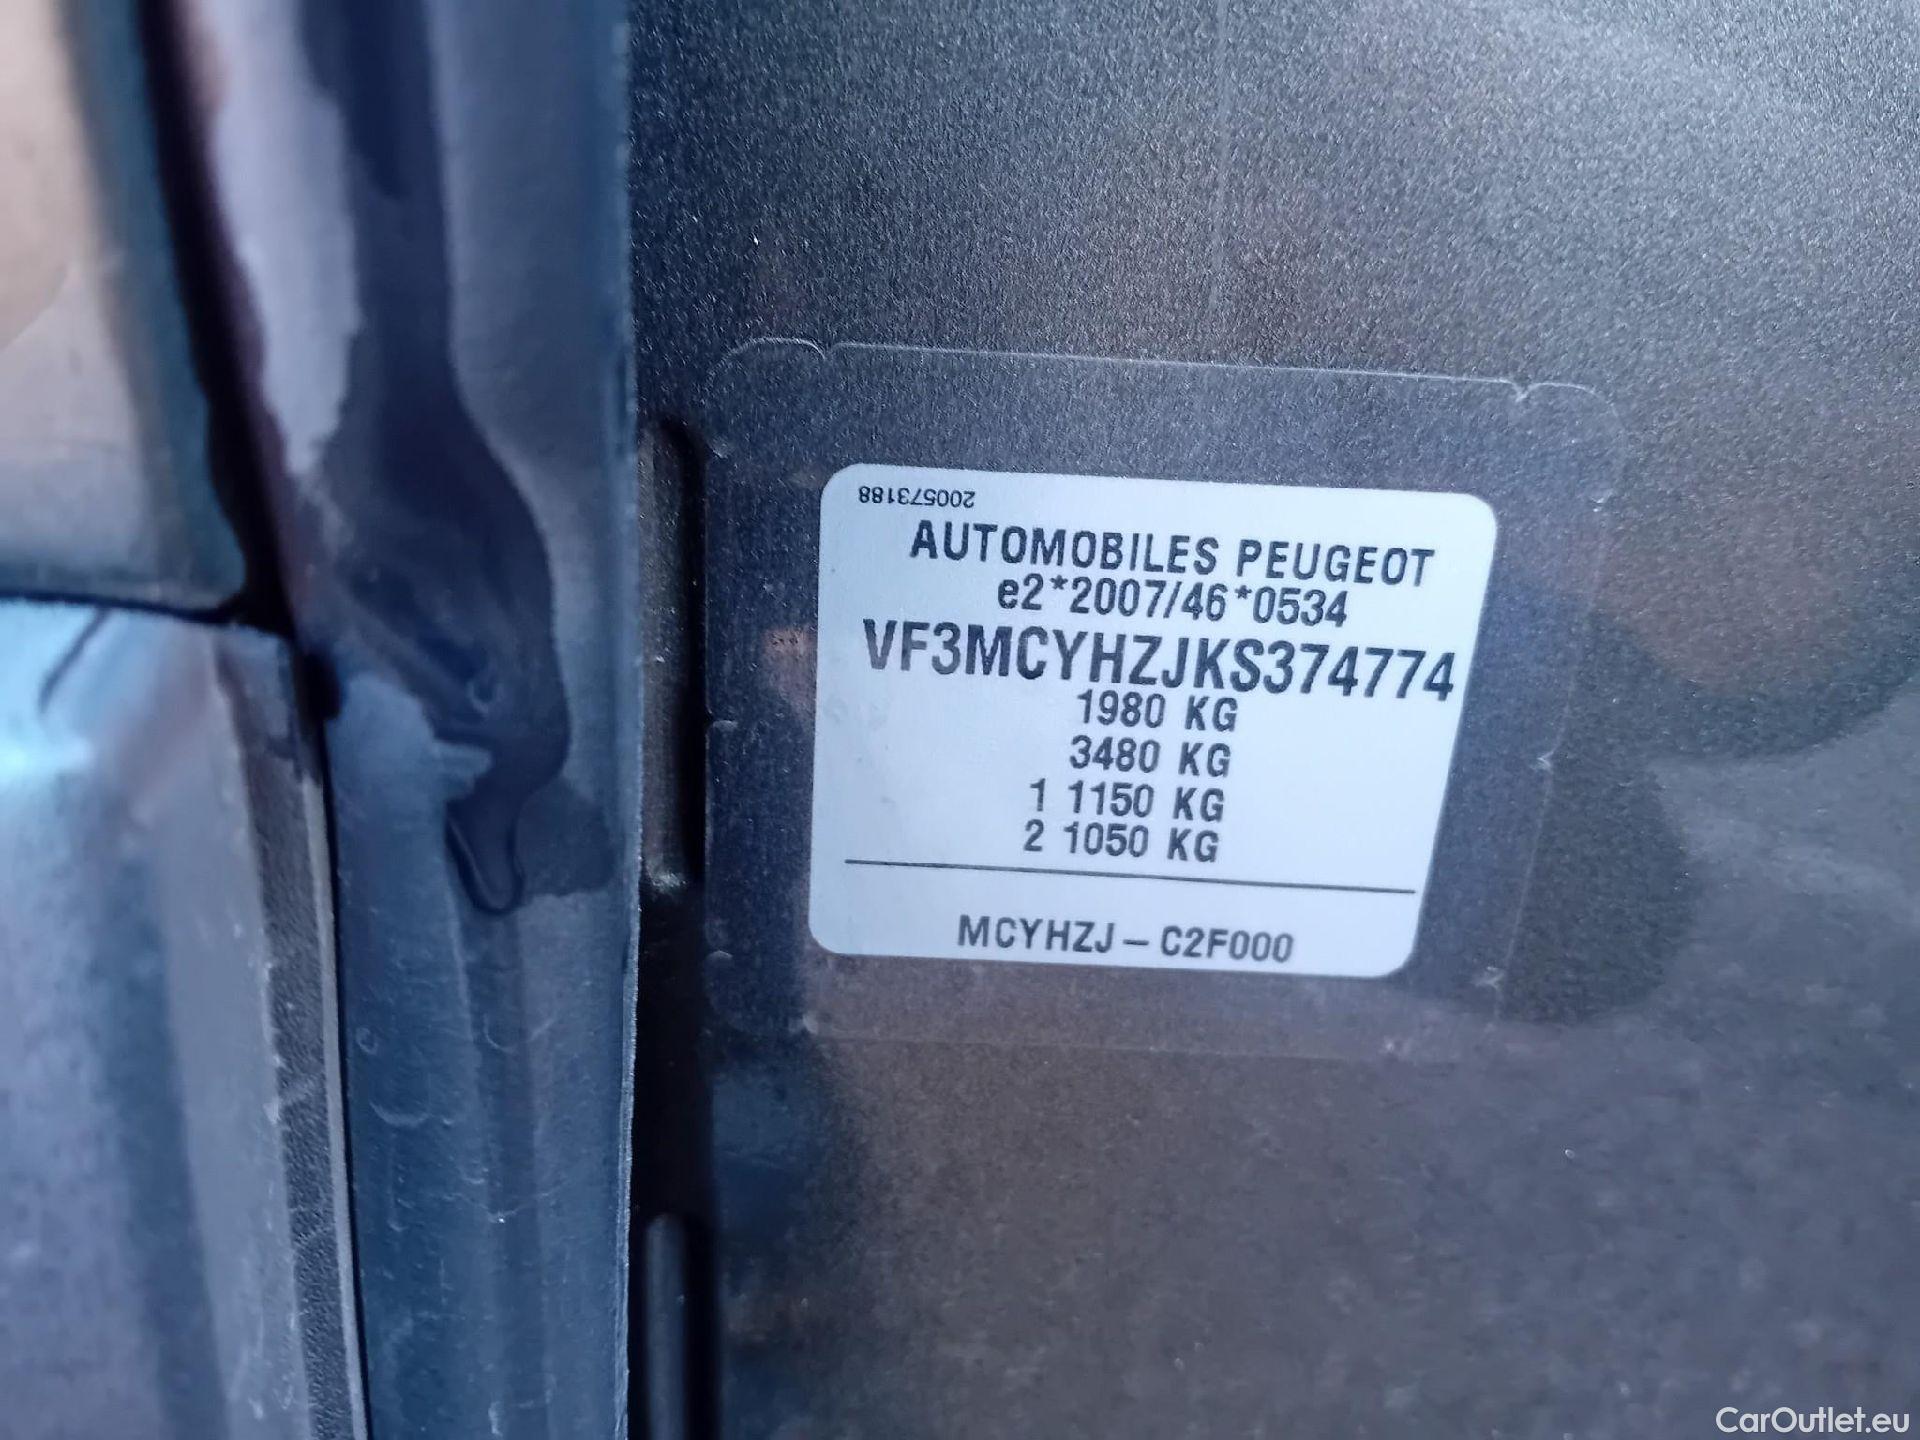 200573188
AUTOMOBILES PEUGEOT
e2*2007/46*0534
VF3MCYHZJKS374774
1980 KG
3480 KG
1 1150 KG
2 1050 KG
MCYHZJ – C2F000
CarOutlet.eu